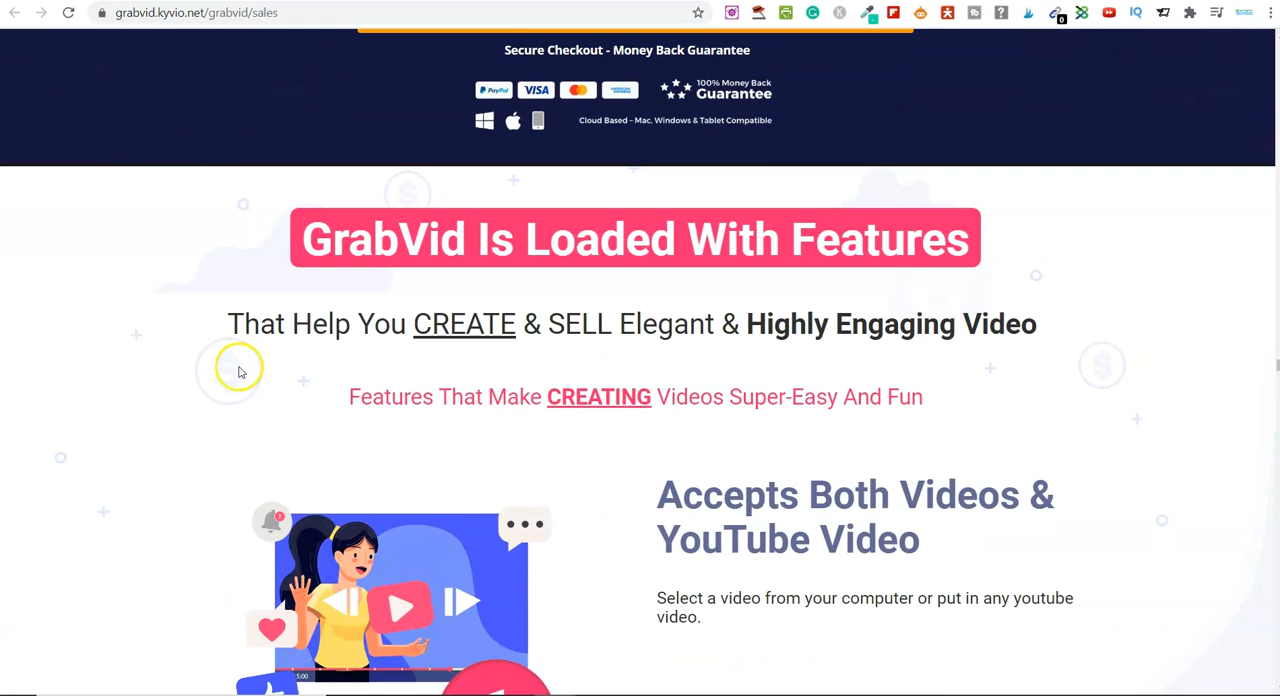 grabvid.kyvio.net/grabvid/sales
Secure Checkout - Money Back Guarantee
PayPal VISA
100% Money Back
Guarantee
Cloud Based - Mac, Windows & Tablet Compatible
GrabVid Is Loaded With Features
That Help You CREATE & SELL Elegant & Highly Engaging Video
Features That Make CREATING Videos Super-Easy And Fun
Accepts Both Videos &
YouTube Video
Select a video from your computer or put in any youtube
video.
5:00